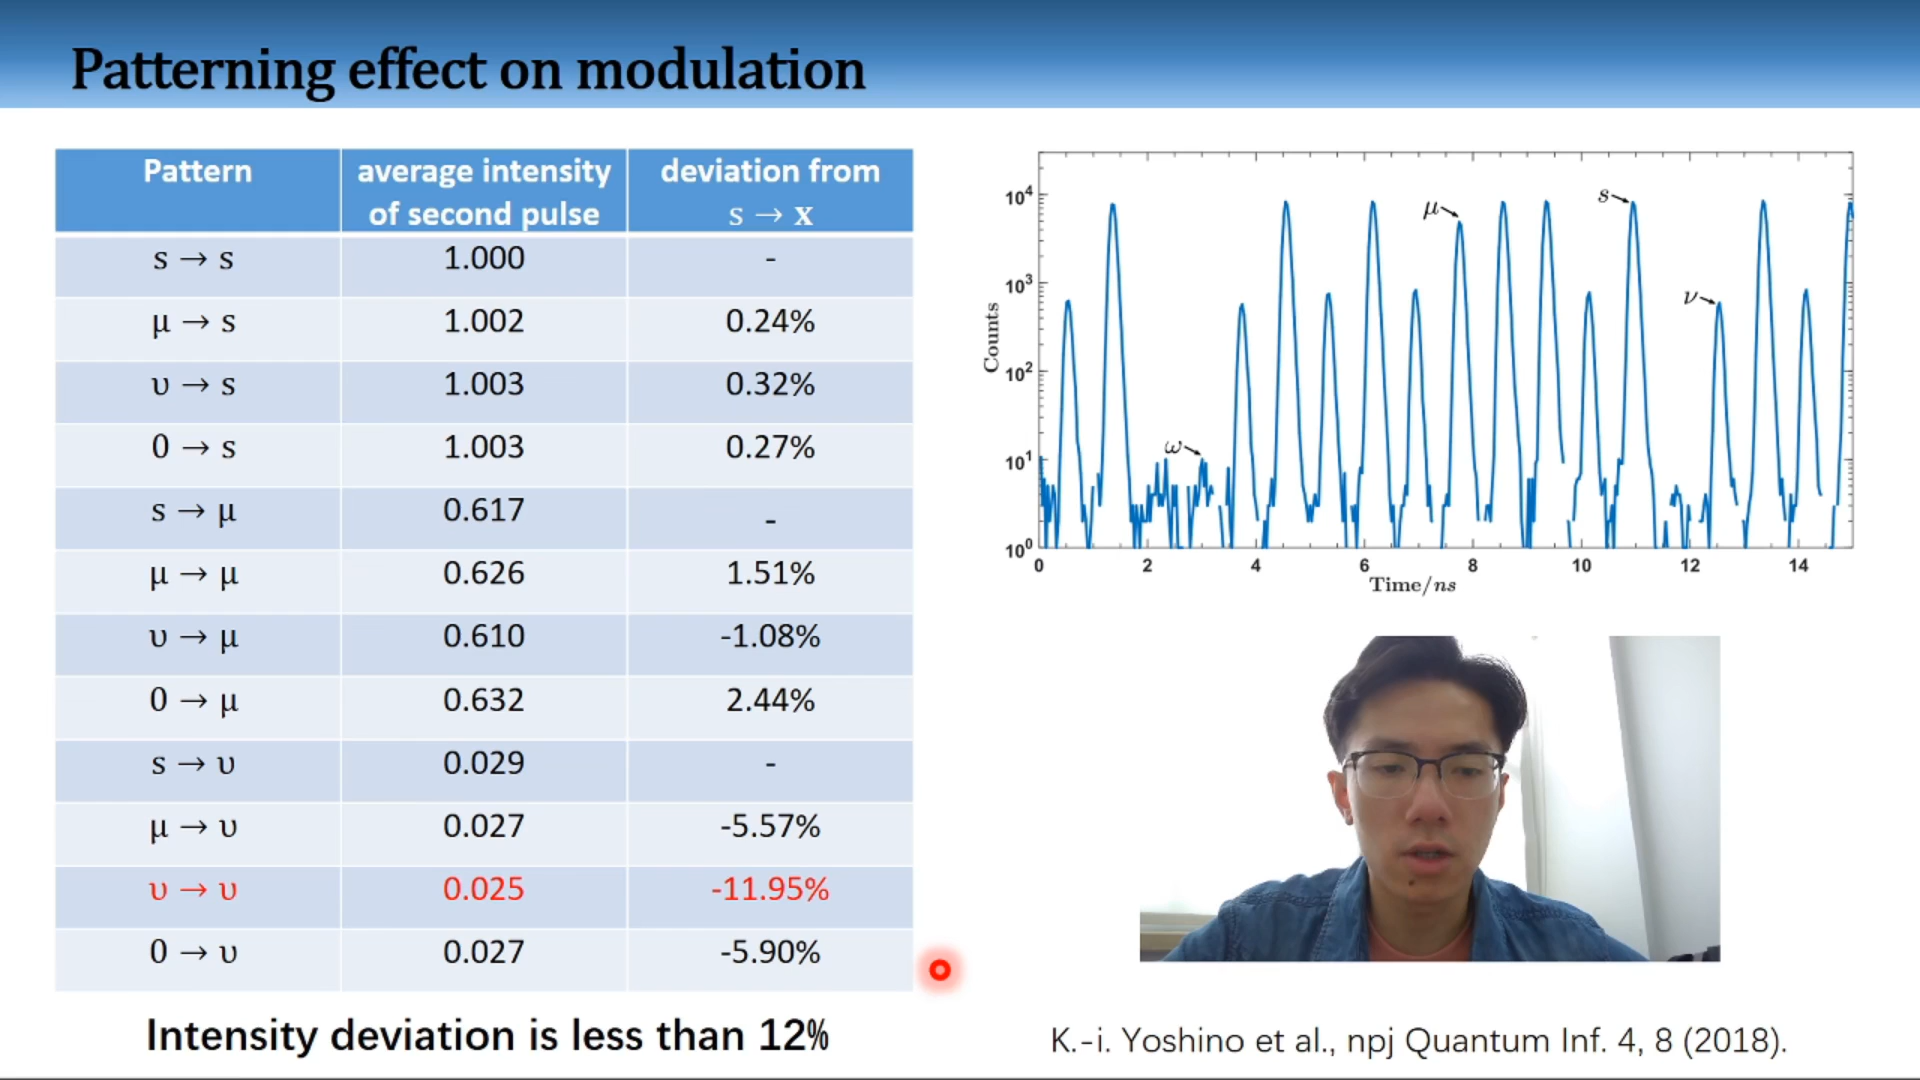 Patterning effect on modulation
Pattern average intensity of second pulse deviation from s → x
s → s 1.000 -
μ → s 1.002 0.24%
υ → s 1.003 0.32%
0 → s 1.003 0.27%
s → μ 0.617 -
μ → μ 0.626 1.51%
υ → μ 0.610 -1.08%
0 → μ 0.632 2.44%
s → υ 0.029 -
μ → υ 0.027 -5.57%
υ → υ 0.025 -11.95%
0 → υ 0.027 -5.90%
Intensity deviation is less than 12%
10⁴
10³
10²
10¹
10⁰
Counts
μ
s
ν
ω
0 2 4 6 8 10 12 14
Time/ns
K.-i. Yoshino et al., npj Quantum Inf. 4, 8 (2018).